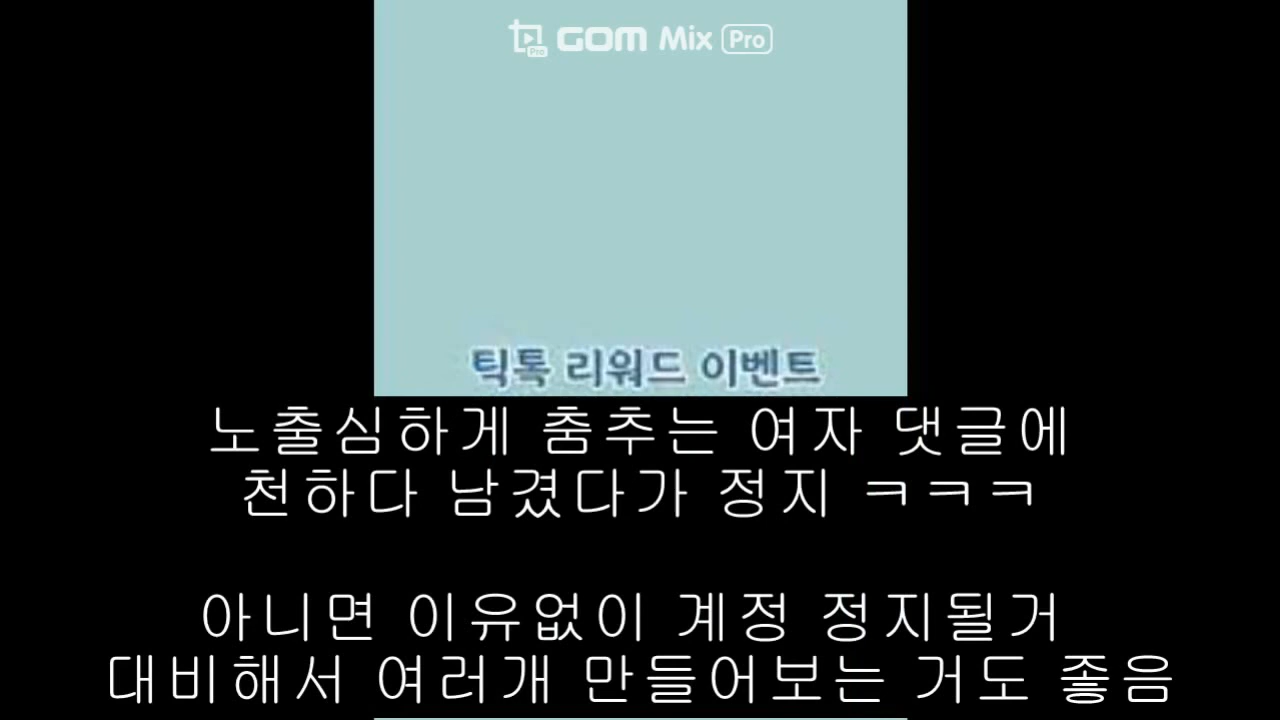 GOM Mix Pro
틱톡 리워드 이벤트
노출심하게 춤추는 여자 댓글에
천하다 남겼다가 정지 ㅋㅋㅋ
아니면 이유없이 계정 정지될거
대비해서 여러개 만들어보는 거도 좋음